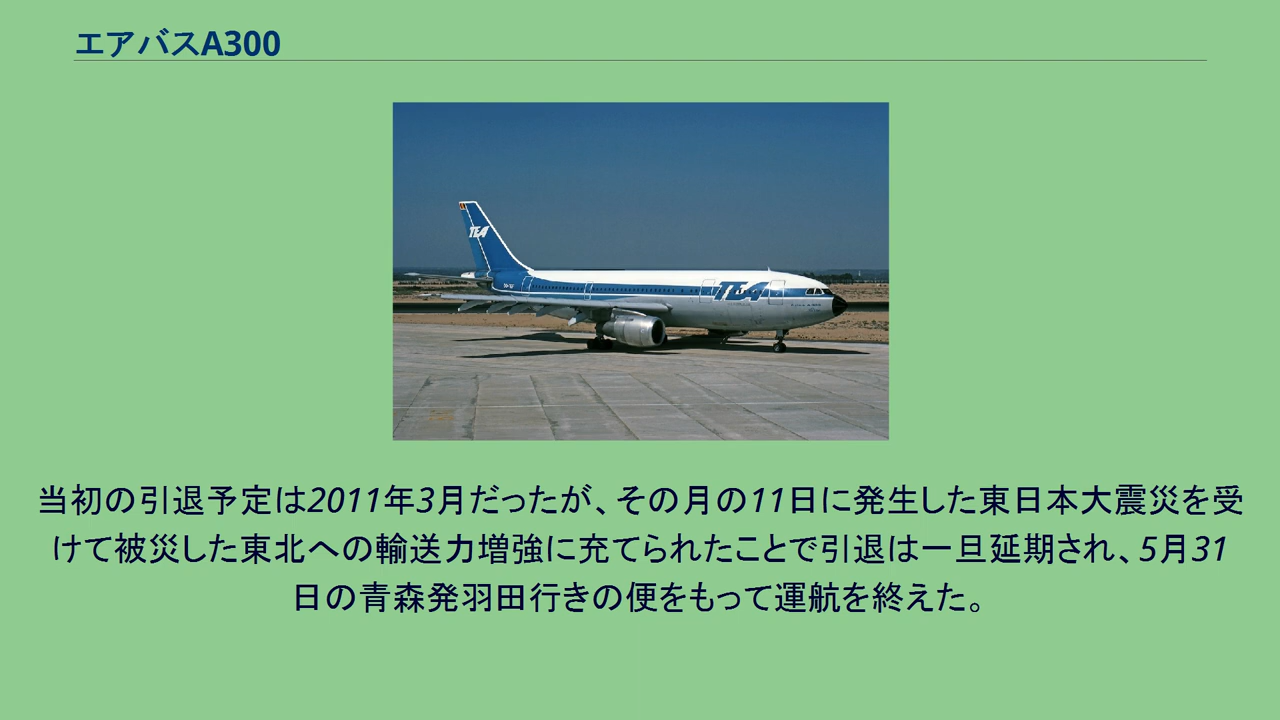 エアバスA300
TEA
TEA
当初の引退予定は2011年3月だったが、その月の11日に発生した東日本大震災を受
けて被災した東北への輸送力増強に充てられたことで引退は一旦延期され、5月31
日の青森発羽田行きの便をもって運航を終えた。